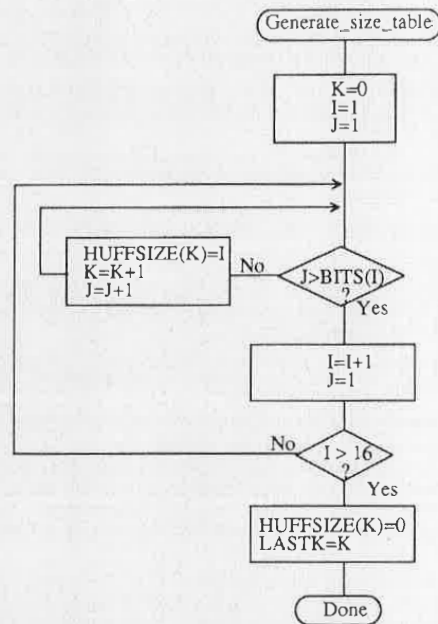 Generate_size_table
K=0
I=1
J=1
HUFFSIZE(K)=I
K=K+1
J=J+1
No
J>BITS(I)
?
Yes
I=I+1
J=1
No
I > 16
?
Yes
HUFFSIZE(K)=0
LASTK=K
Done